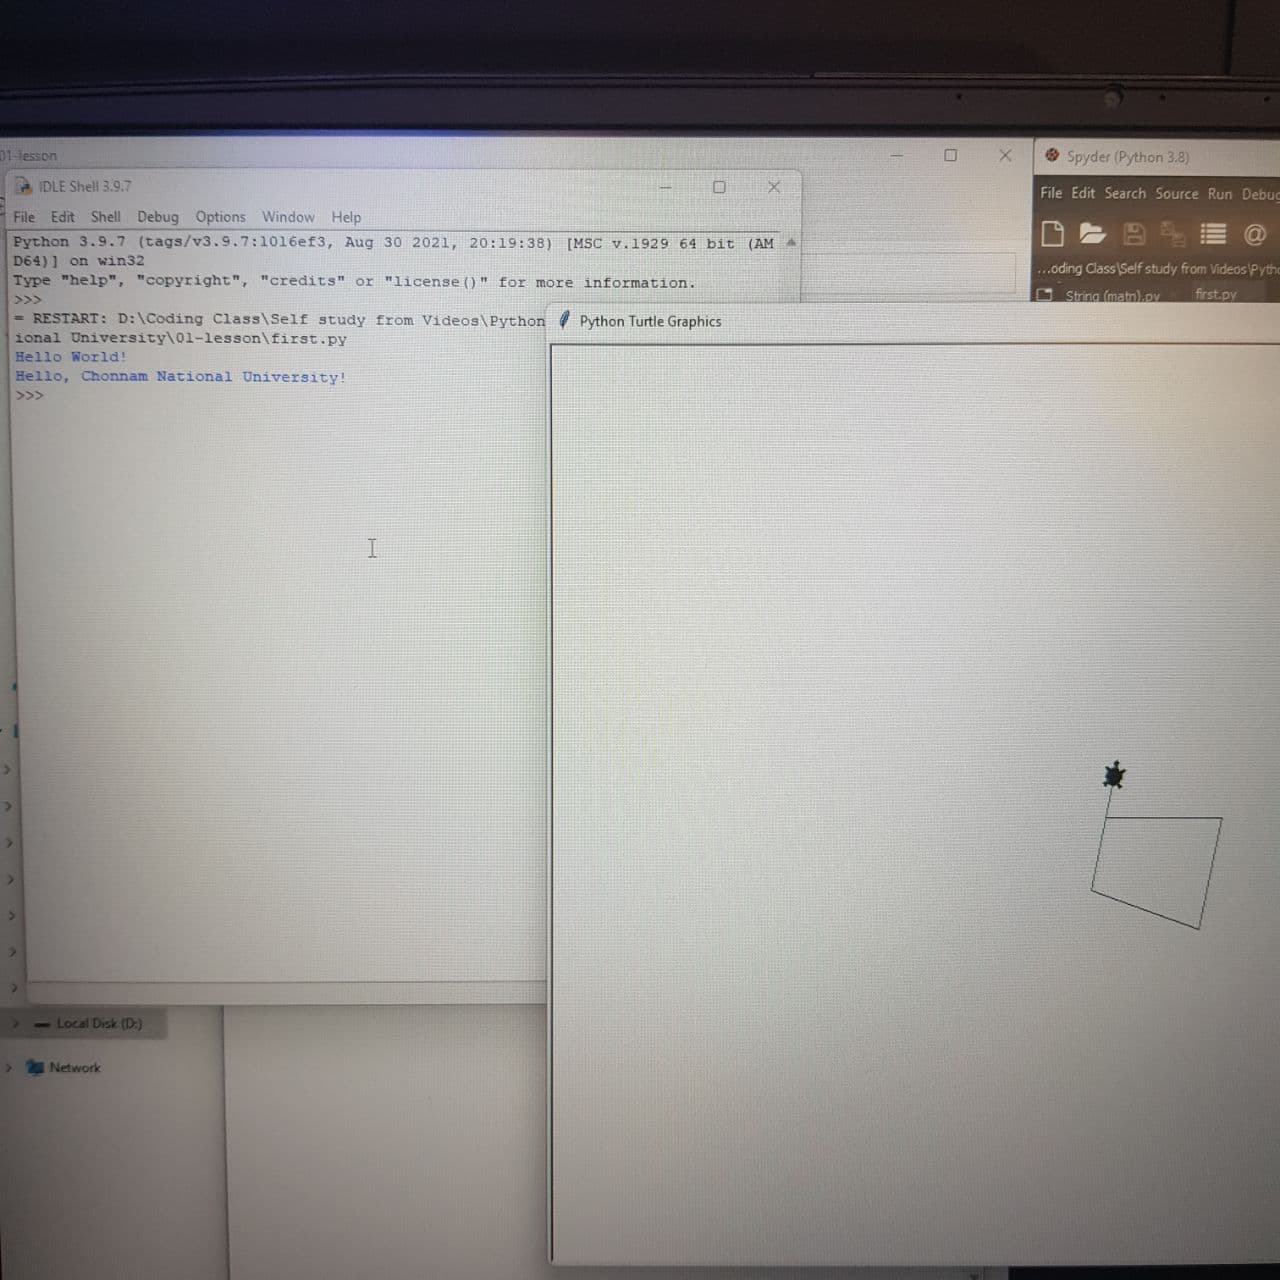 01-lesson
IDLE Shell 3.9.7
File Edit Shell Debug Options Window Help
Python 3.9.7 (tags/v3.9.7:1016ef3, Aug 30 2021, 20:19:38) [MSC v.1929 64 bit (AM
D64)] on win32
Type "help", "copyright", "credits" or "license()" for more information.
>>>
= RESTART: D:\Coding Class\Self study from Videos\Python
ional University\01-lesson\first.py
Hello World!
Hello, Chonnam National University!
>>>
Spyder (Python 3.8)
File Edit Search Source Run Debug
...oding Class\Self study from Videos\Pytho
String (matn).py first.py
Python Turtle Graphics
Local Disk (D:)
Network